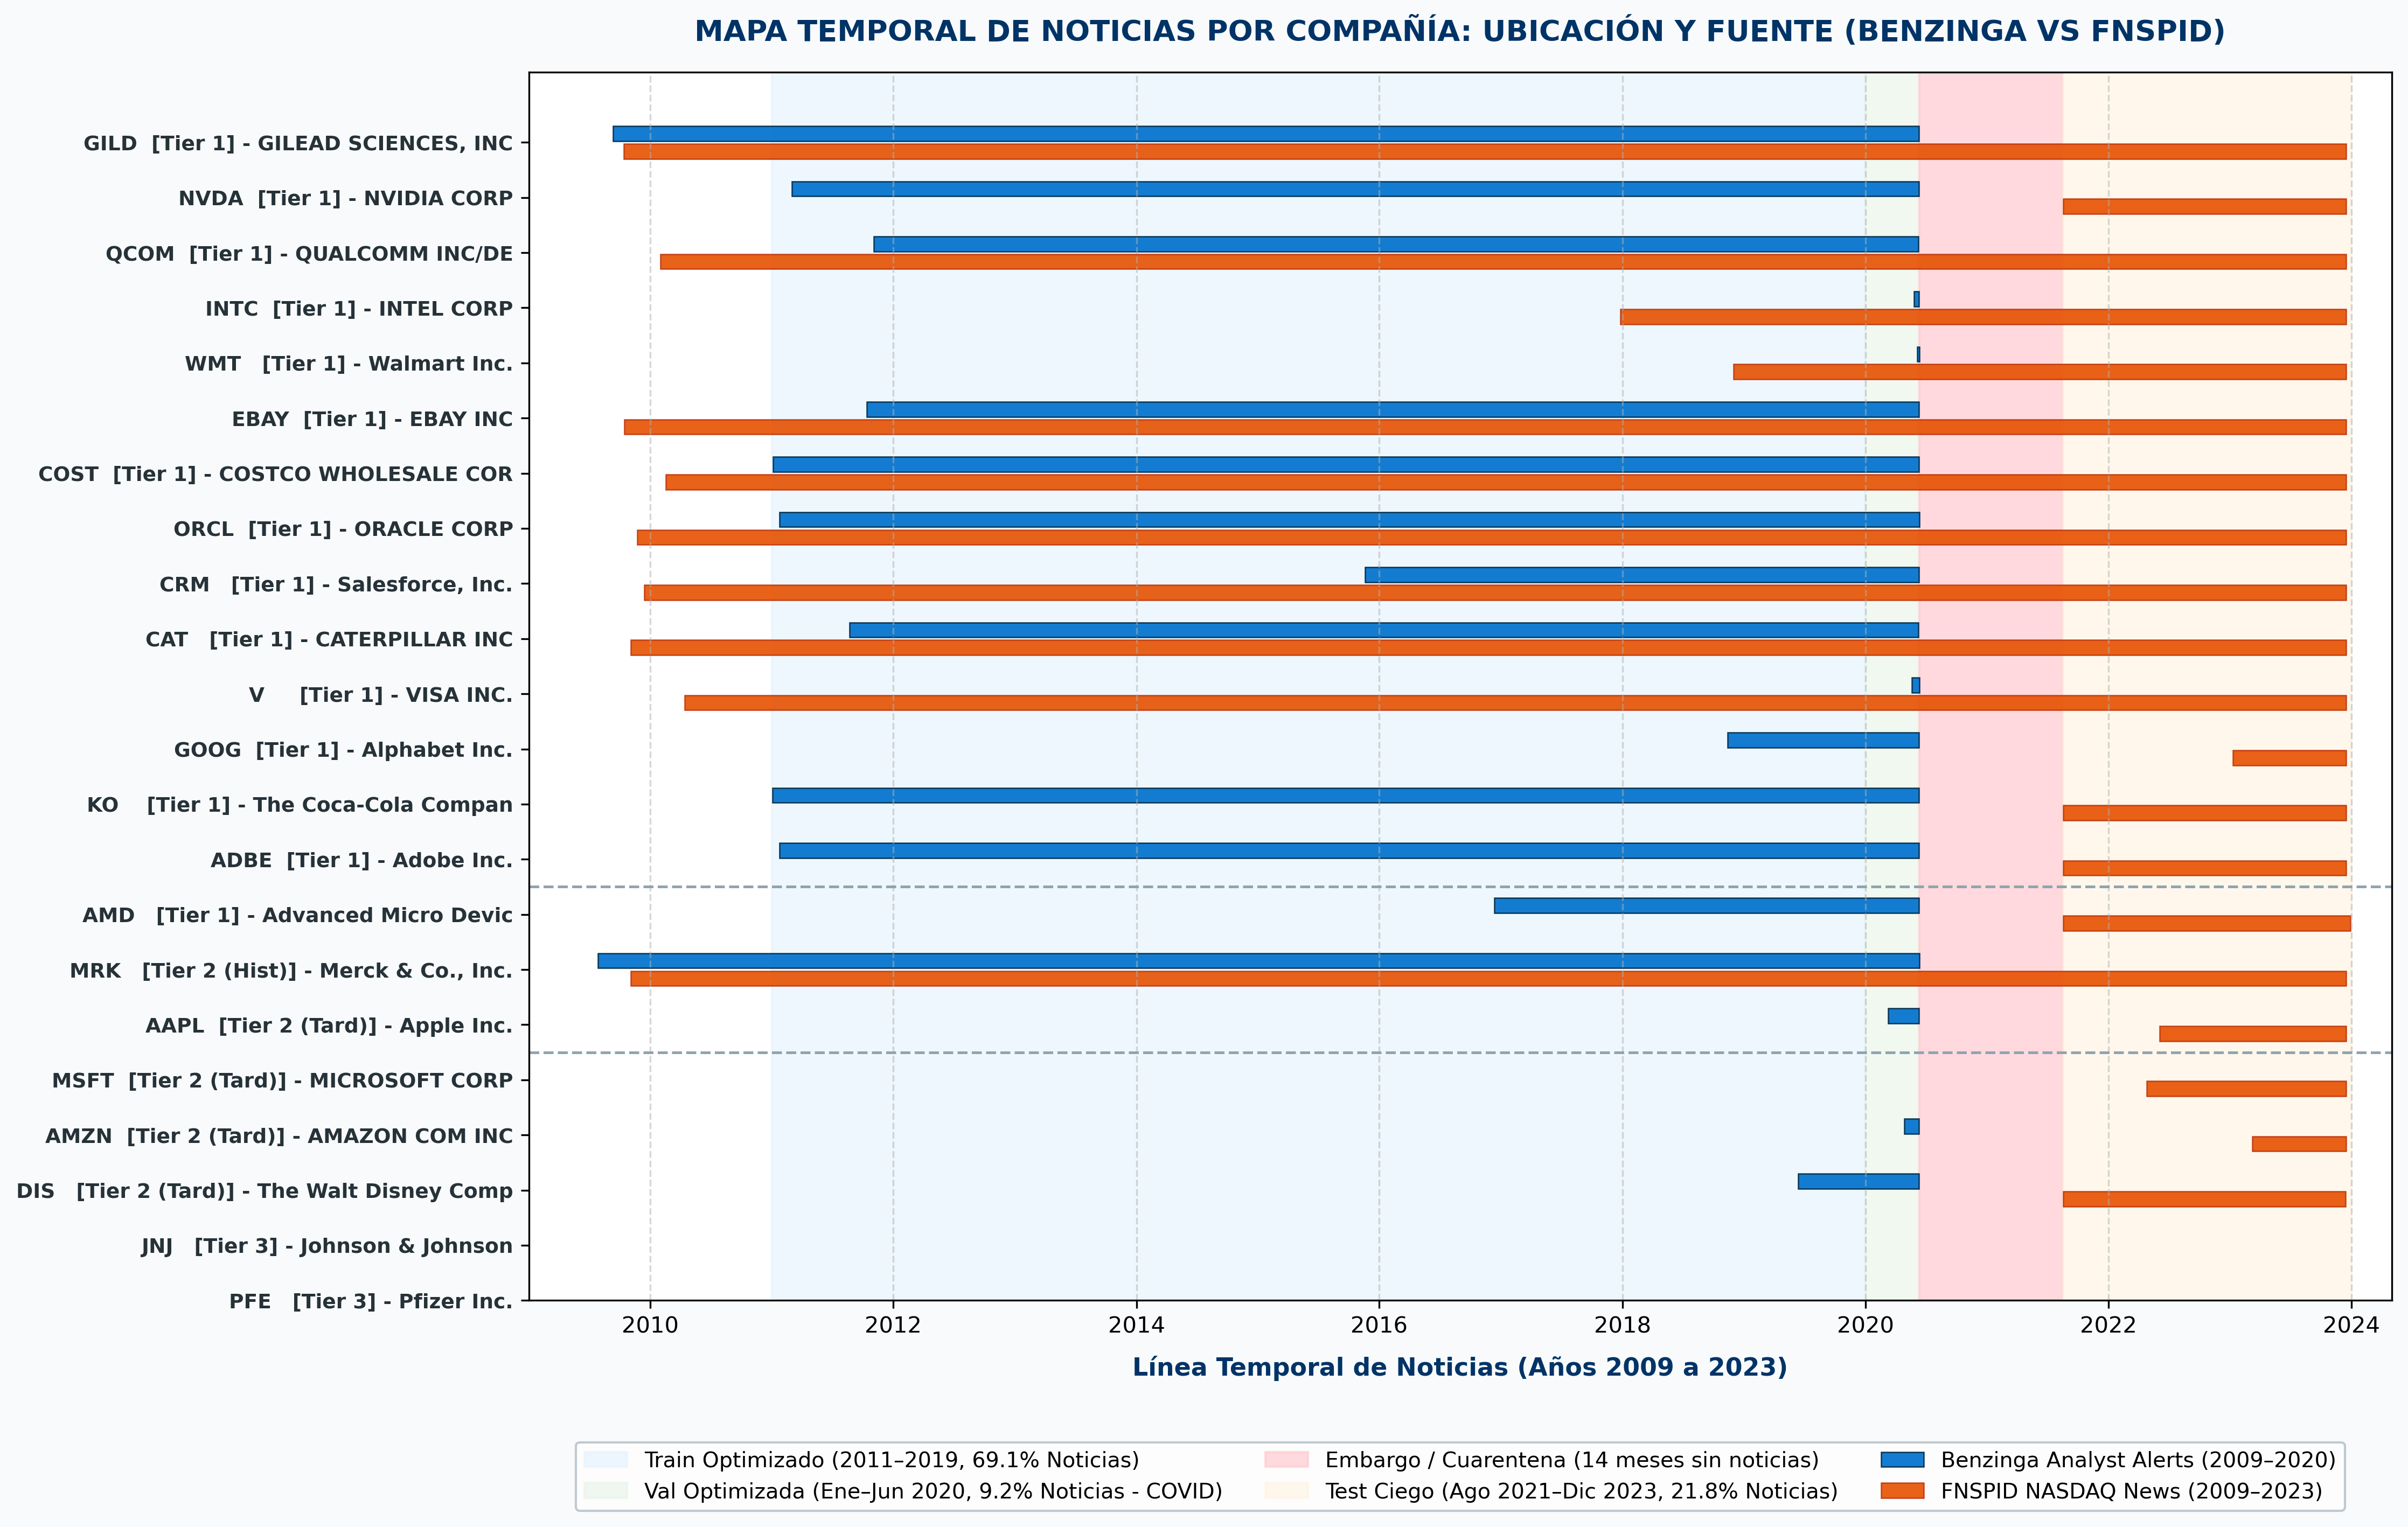 MAPA TEMPORAL DE NOTICIAS POR COMPAÑÍA: UBICACIÓN Y FUENTE (BENZINGA VS FNSPID)
GILD [Tier 1] - GILEAD SCIENCES, INC
NVDA [Tier 1] - NVIDIA CORP
QCOM [Tier 1] - QUALCOMM INC/DE
INTC [Tier 1] - INTEL CORP
WMT [Tier 1] - Walmart Inc.
EBAY [Tier 1] - EBAY INC
COST [Tier 1] - COSTCO WHOLESALE COR
ORCL [Tier 1] - ORACLE CORP
CRM [Tier 1] - Salesforce, Inc.
CAT [Tier 1] - CATERPILLAR INC
V [Tier 1] - VISA INC.
GOOG [Tier 1] - Alphabet Inc.
KO [Tier 1] - The Coca-Cola Compan
ADBE [Tier 1] - Adobe Inc.
AMD [Tier 1] - Advanced Micro Devic
MRK [Tier 2 (Hist)] - Merck & Co., Inc.
AAPL [Tier 2 (Tard)] - Apple Inc.
MSFT [Tier 2 (Tard)] - MICROSOFT CORP
AMZN [Tier 2 (Tard)] - AMAZON COM INC
DIS [Tier 2 (Tard)] - The Walt Disney Comp
JNJ [Tier 3] - Johnson & Johnson
PFE [Tier 3] - Pfizer Inc.
2010 2012 2014 2016 2018 2020 2022 2024
Línea Temporal de Noticias (Años 2009 a 2023)
Train Optimizado (2011–2019, 69.1% Noticias)
Val Optimizada (Ene–Jun 2020, 9.2% Noticias - COVID)
Embargo / Cuarentena (14 meses sin noticias)
Test Ciego (Ago 2021–Dic 2023, 21.8% Noticias)
Benzinga Analyst Alerts (2009–2020)
FNSPID NASDAQ News (2009–2023)